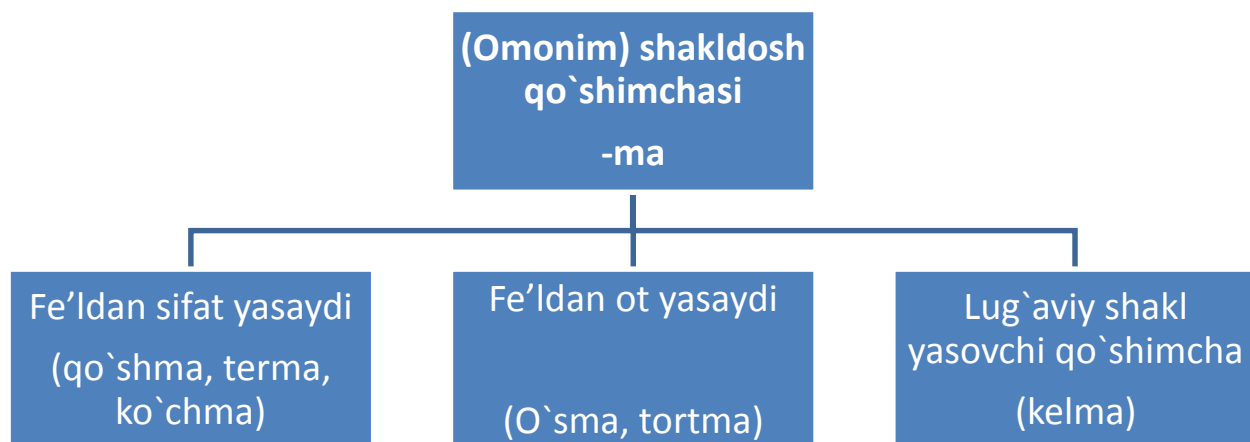 (Omonim) shakldosh
qo`shimchasi
-ma
Fe’ldan sifat yasaydi
(qo`shma, terma,
ko`chma)
Fe’ldan ot yasaydi
(O`sma, tortma)
Lug`aviy shakl
yasovchi qo`shimcha
(kelma)